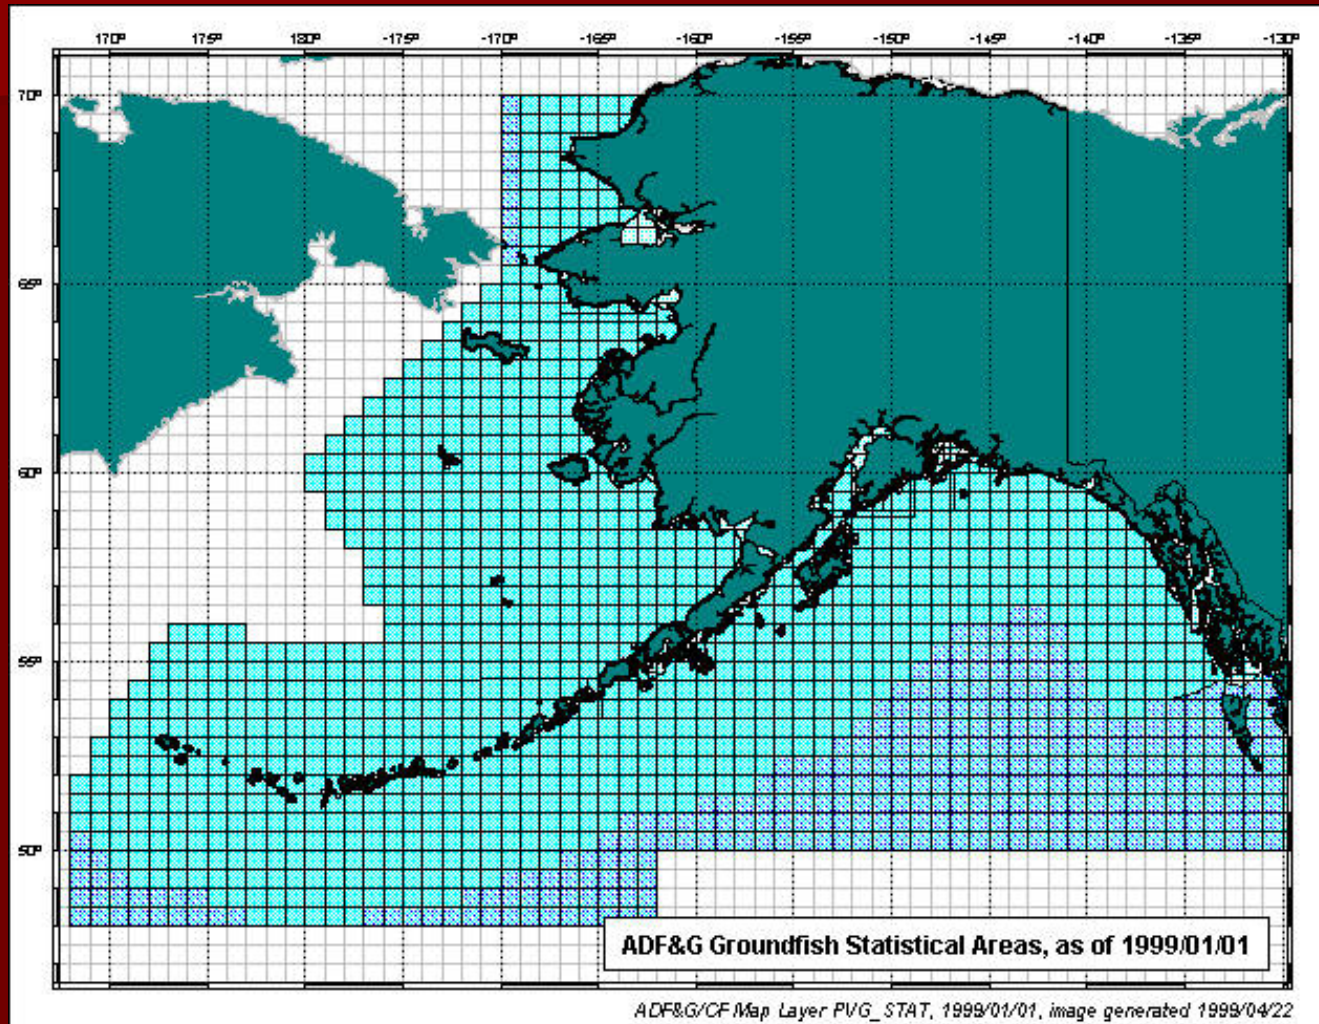 170° 175° 180° -175° -170° -165° -160° -155° -150° -145° -140° -135° -130°
70°
65°
60°
55°
50°
ADF&G Groundfish Statistical Areas, as of 1999/01/01
ADF&G/CF Map Layer PVG_STAT, 1999/01/01, image generated 1999/04/22